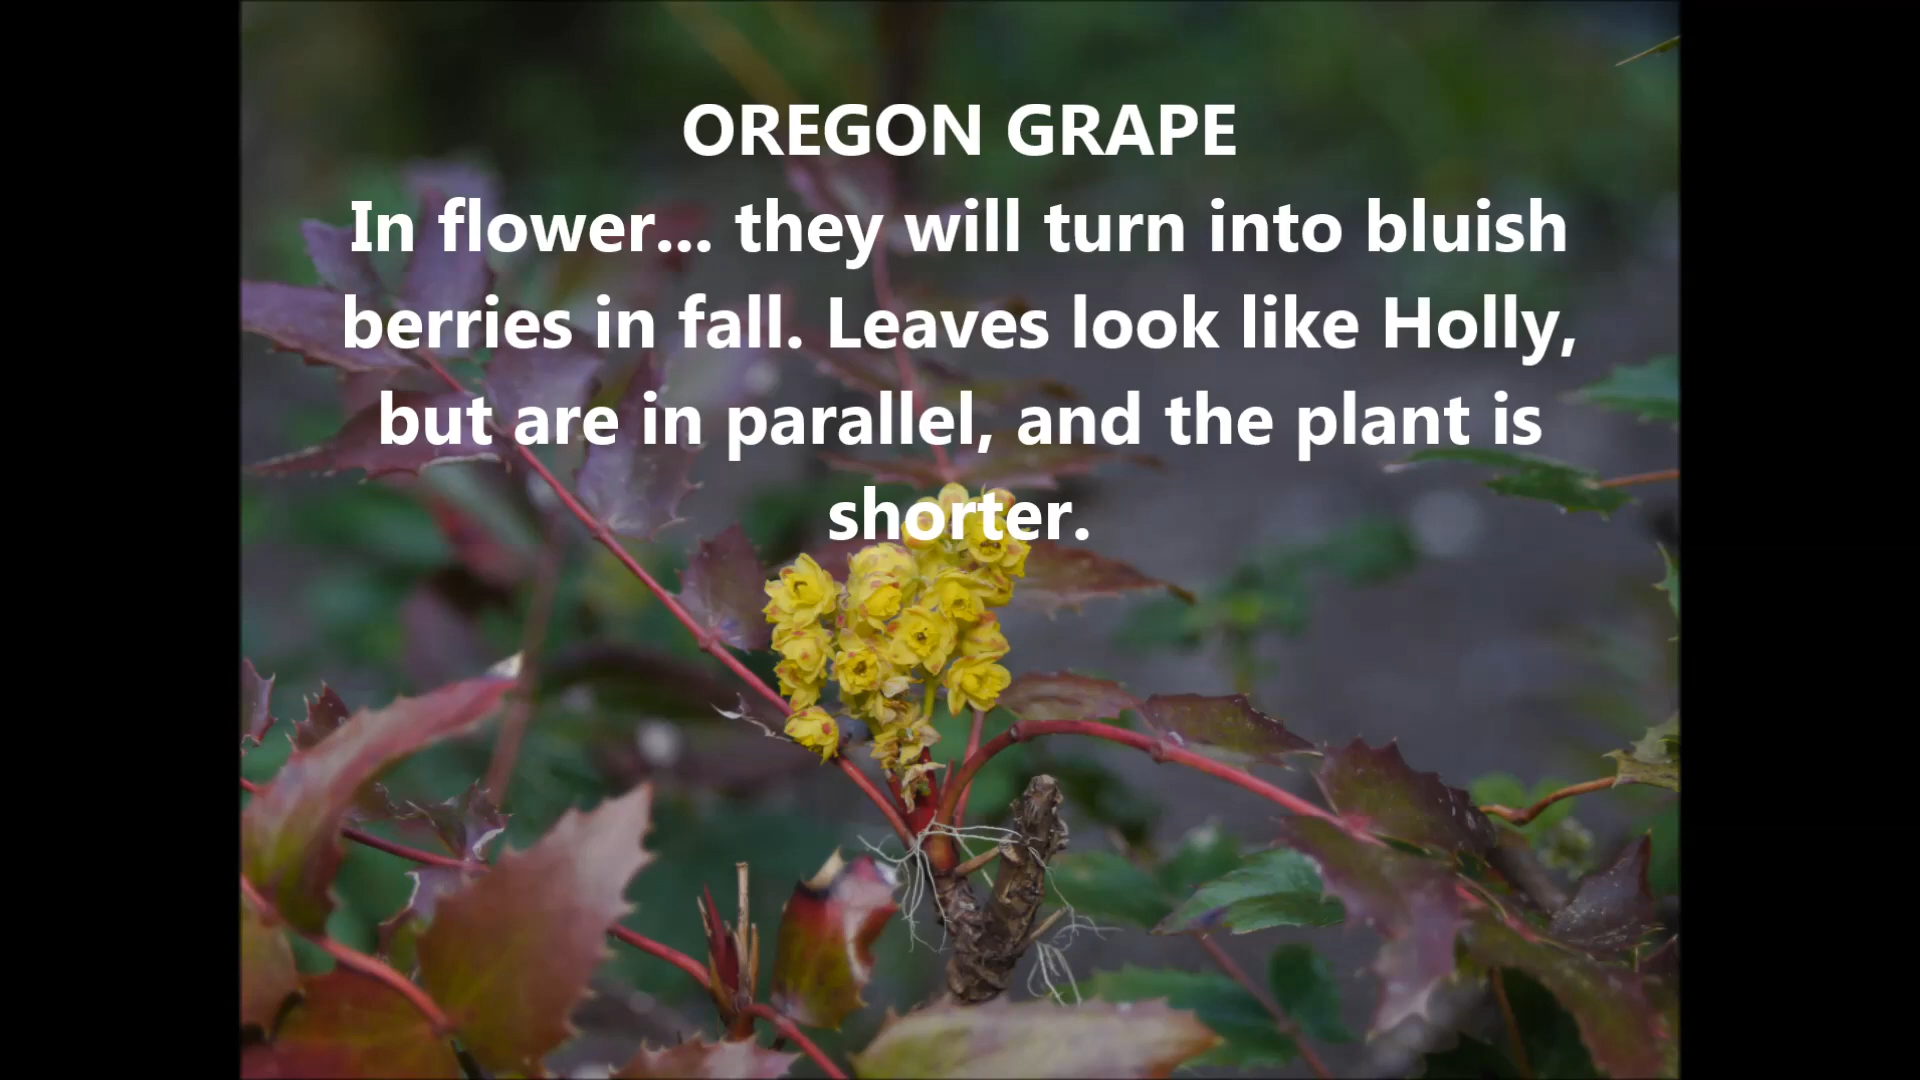 OREGON GRAPE
In flower... they will turn into bluish
berries in fall. Leaves look like Holly,
but are in parallel, and the plant is
shorter.